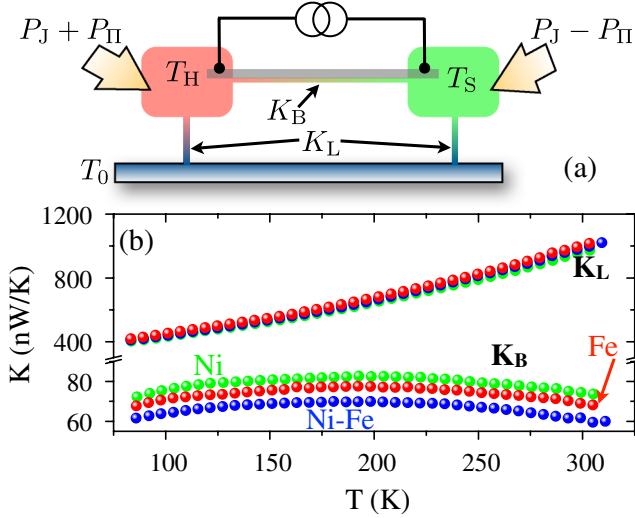 P_J + P_Π
P_J − P_Π
T_H
T_S
K_B
K_L
T_0
(a)
(b)
1200
800
400
80
60
K (nW/K)
K_L
Ni
K_B
Fe
Ni-Fe
100
150
200
250
300
T (K)